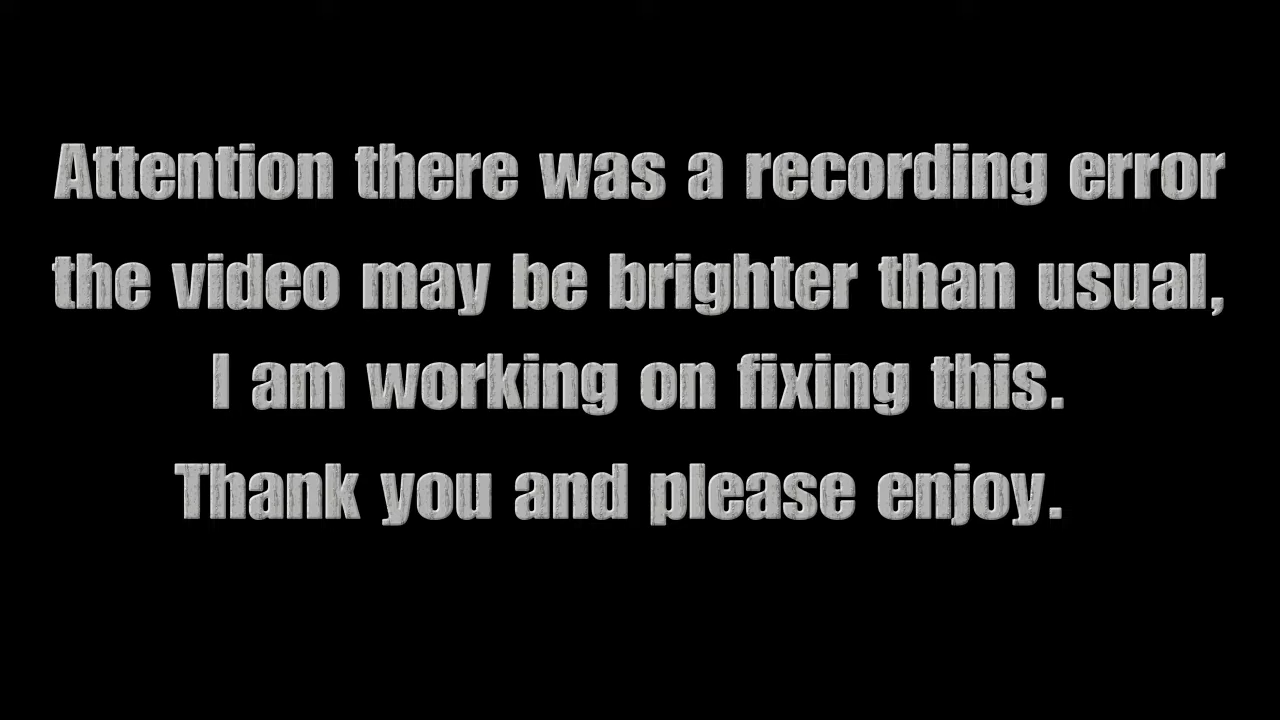 Attention there was a recording error
the video may be brighter than usual,
I am working on fixing this.
Thank you and please enjoy.